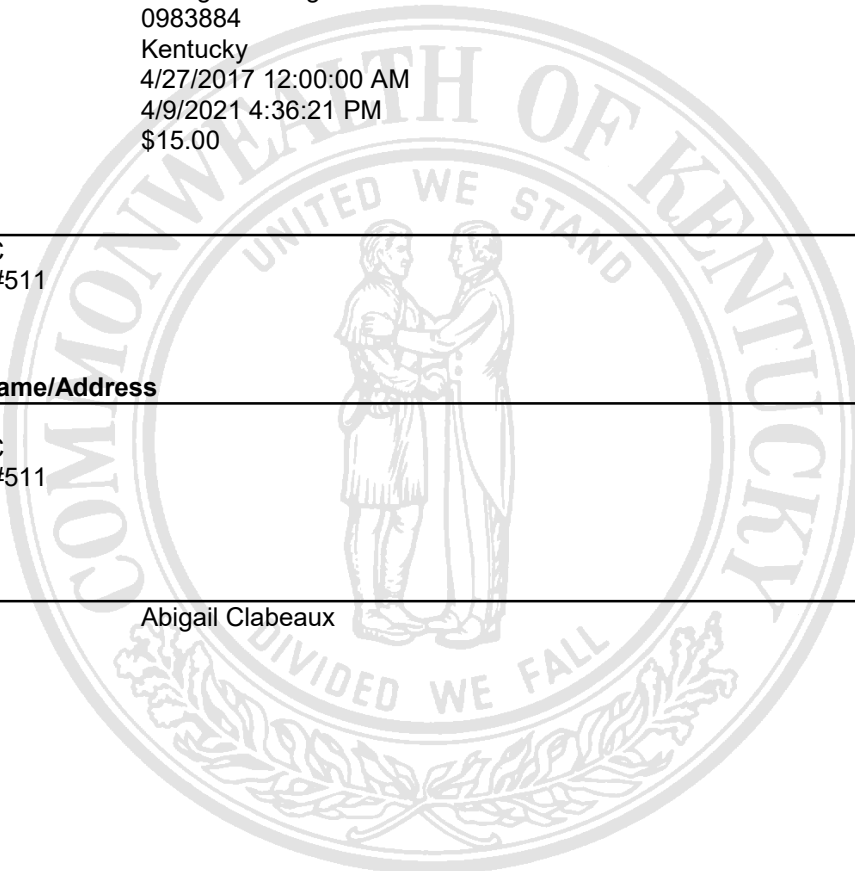 0983884
Kentucky
4/27/2017 12:00:00 AM
4/9/2021 4:36:21 PM
$15.00
COMMONWEALTH OF KENTUCKY
UNITED WE STAND
#511
ame/Address
#511
Abigail Clabeaux
DIVIDED WE FALL